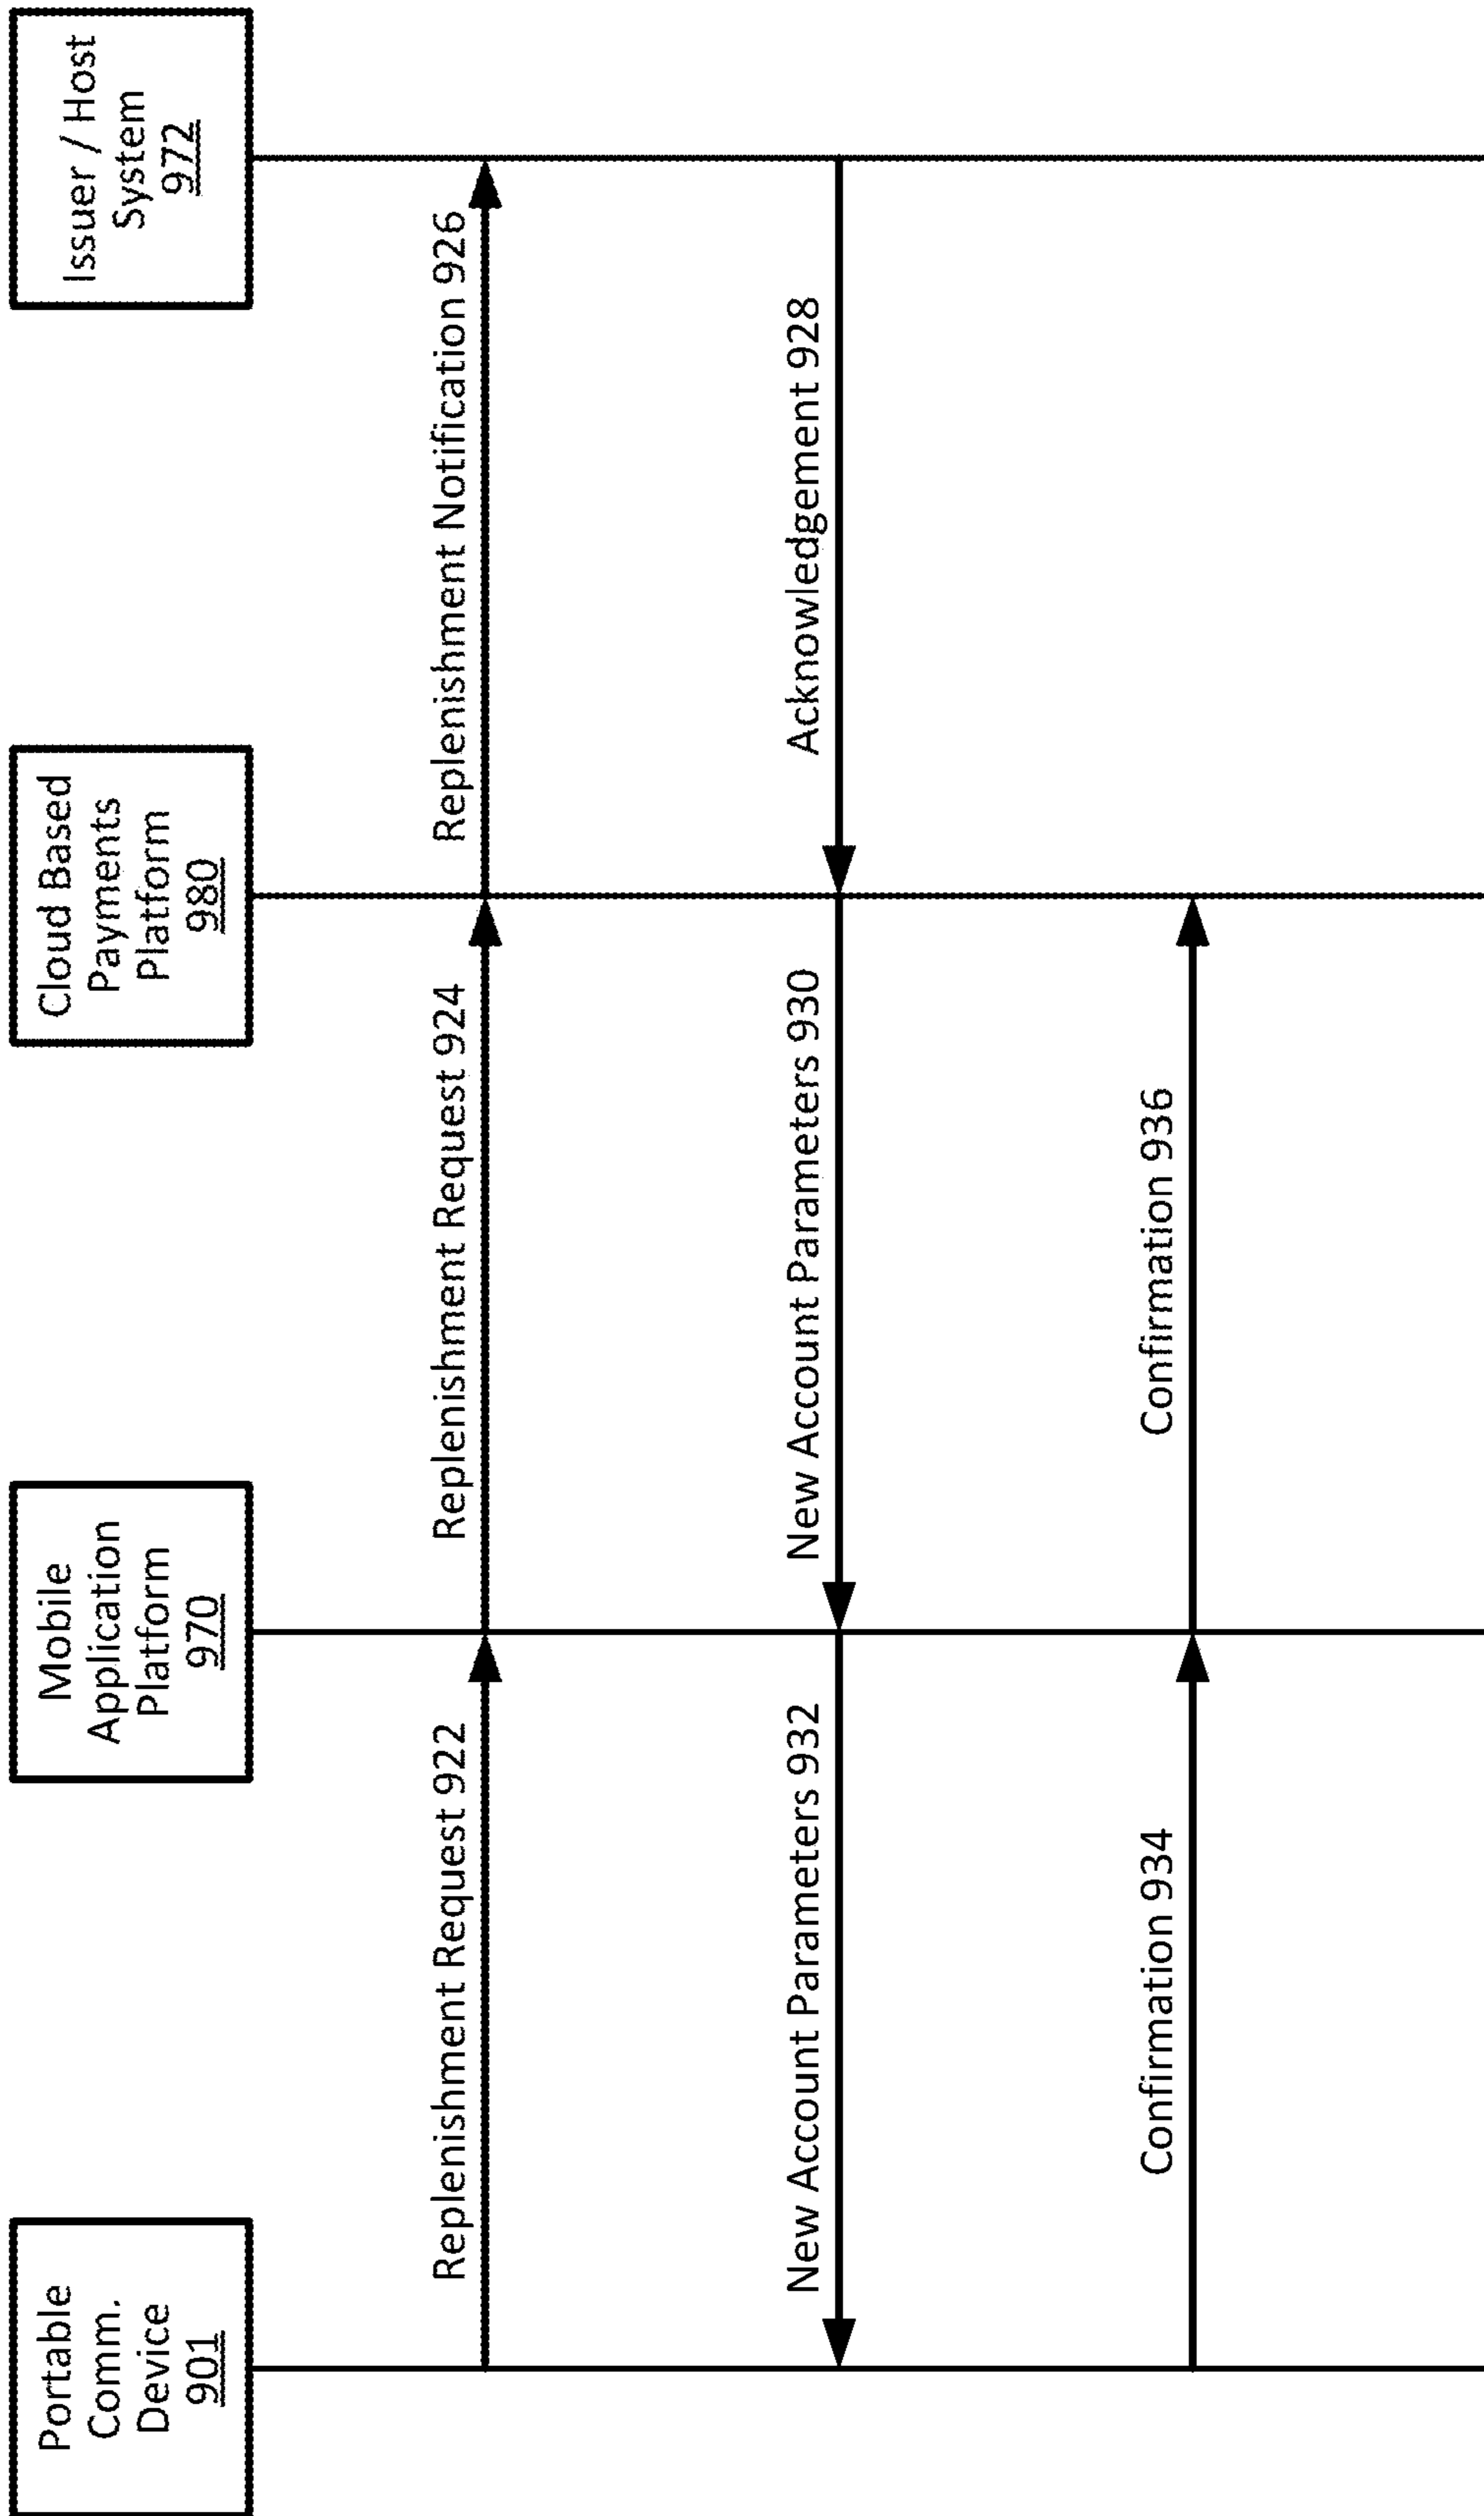 Portable
Comm.
Device
901
Mobile
Application
Platform
970
Cloud Based
Payments
Platform
980
Issuer / Host
System
972
Replenishment Request 922
Replenishment Request 924
Replenishment Notification 926
New Account Parameters 932
New Account Parameters 930
Acknowledgement 928
Confirmation 934
Confirmation 936